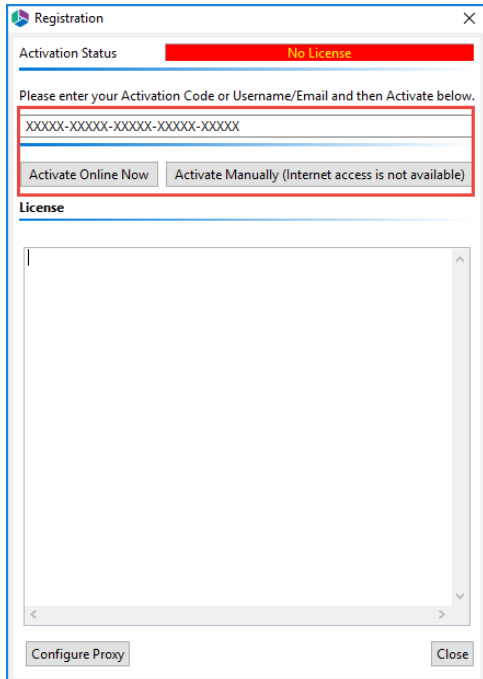 Registration
Activation Status No License
Please enter your Activation Code or Username/Email and then Activate below.
XXXXX-XXXXX-XXXXX-XXXXX-XXXXX
Activate Online Now Activate Manually (Internet access is not available)
License
Configure Proxy Close